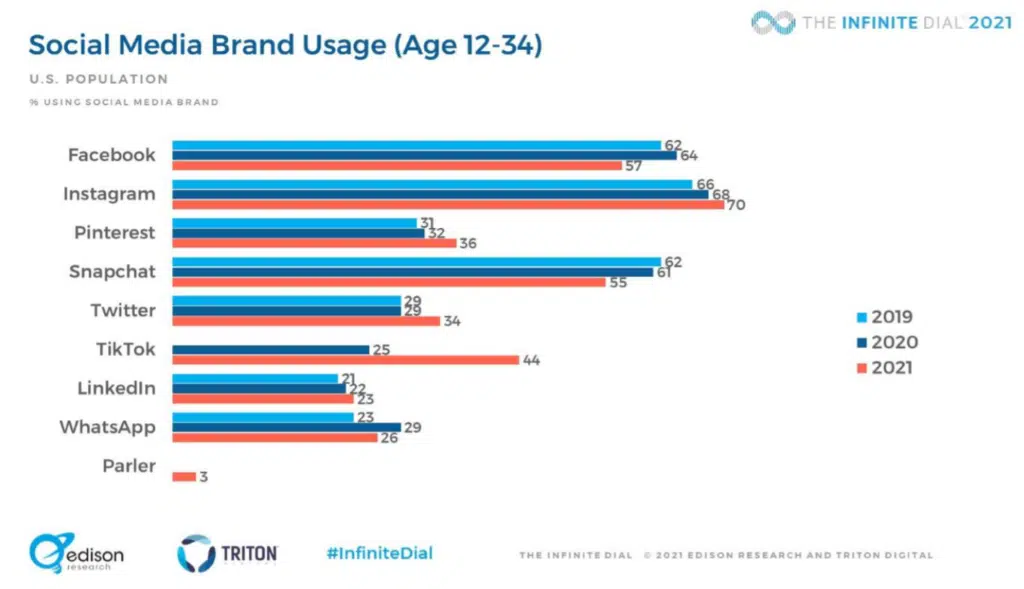 THE INFINITE DIAL 2021
Social Media Brand Usage (Age 12-34)
U.S. POPULATION
% USING SOCIAL MEDIA BRAND
Facebook 62 64 57
Instagram 66 68 70
Pinterest 31 32 36
Snapchat 62 61 55
Twitter 29 29 34
TikTok 25 44
LinkedIn 21 22 23
WhatsApp 23 29 26
Parler 3
2019
2020
2021
edison
research
TRITON
#InfiniteDial
THE INFINITE DIAL © 2021 EDISON RESEARCH AND TRITON DIGITAL